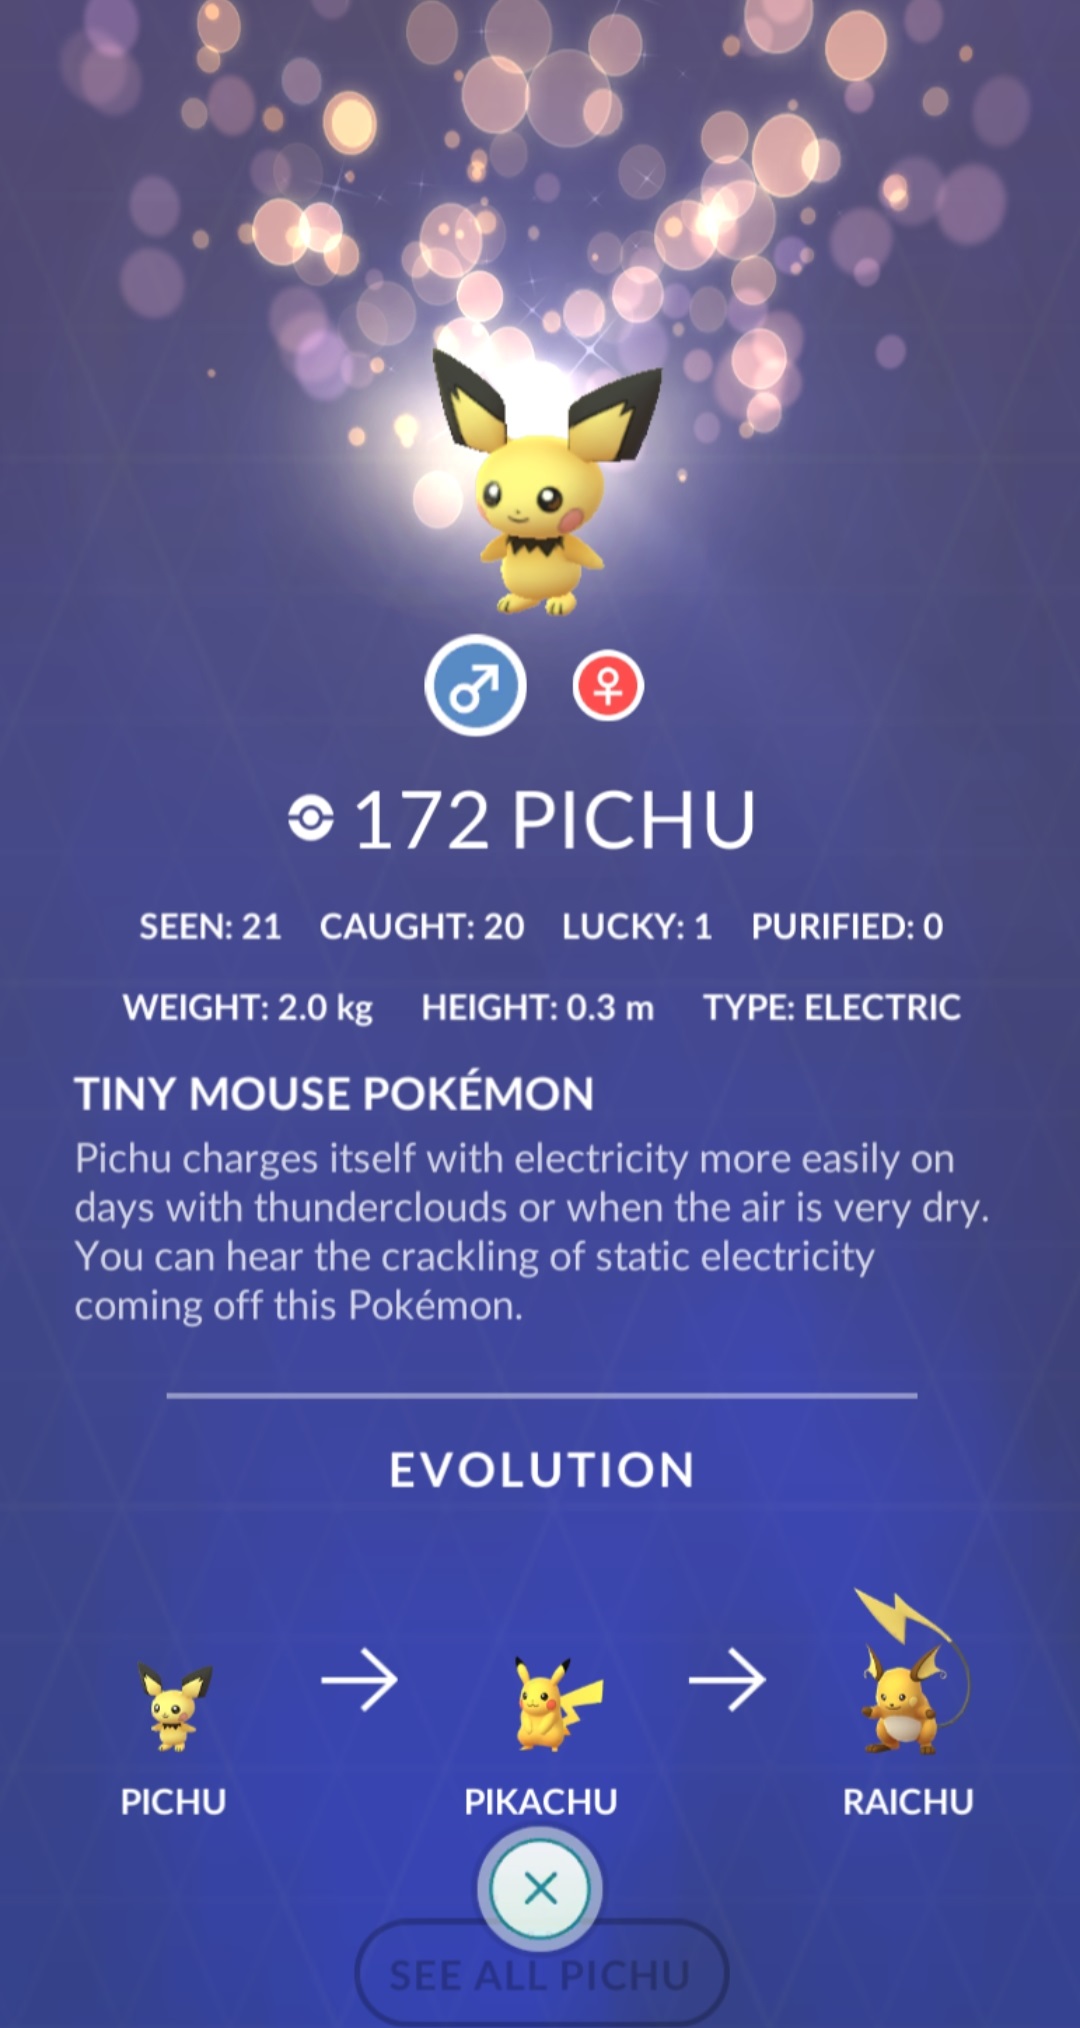 172 PICHU
SEEN: 21 CAUGHT: 20 LUCKY: 1 PURIFIED: 0
WEIGHT: 2.0 kg HEIGHT: 0.3 m TYPE: ELECTRIC
TINY MOUSE POKÉMON
Pichu charges itself with electricity more easily on
days with thunderclouds or when the air is very dry.
You can hear the crackling of static electricity
coming off this Pokémon.
EVOLUTION
PICHU PIKACHU RAICHU
SEE ALL PICHU